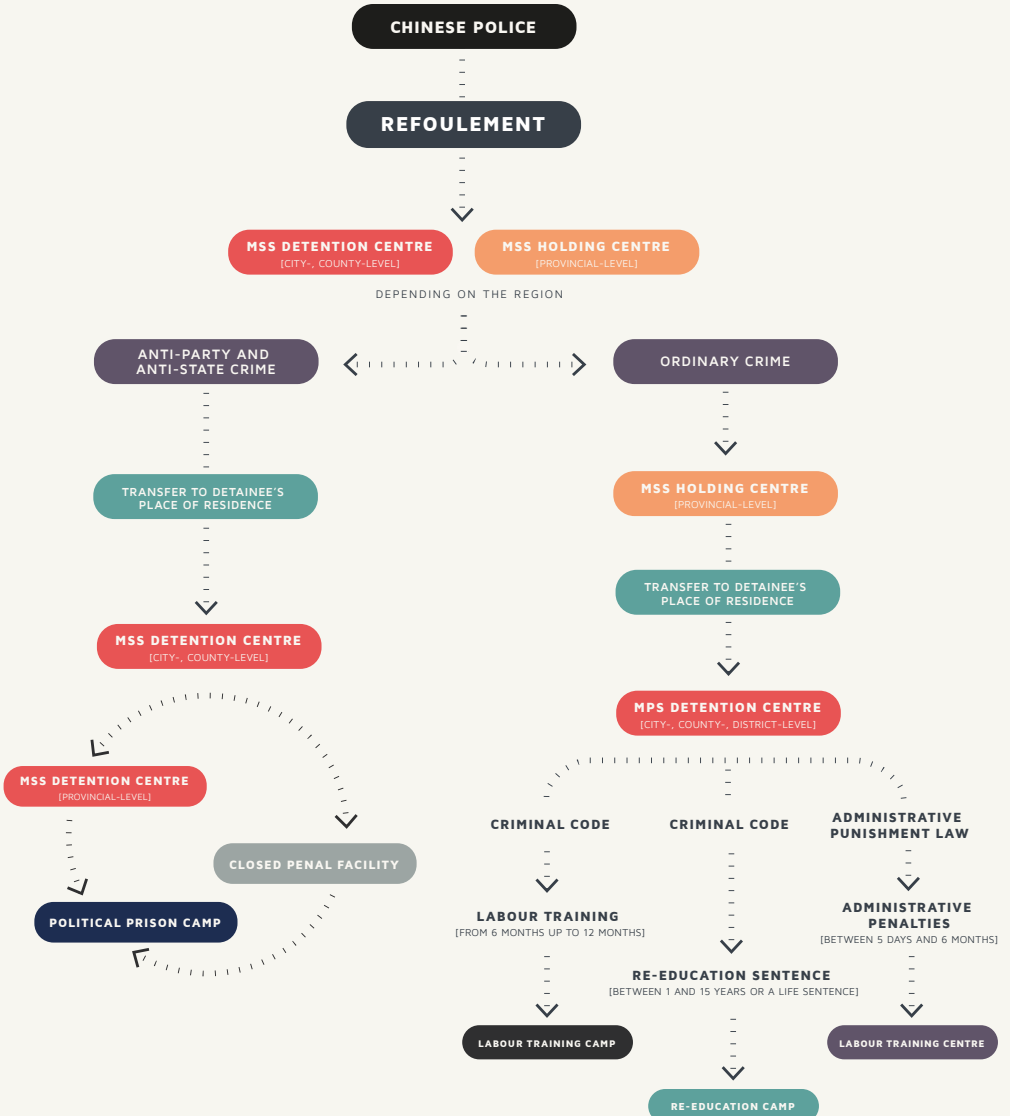 CHINESE POLICE
REFOULEMENT
MSS DETENTION CENTRE
[CITY-, COUNTY-LEVEL]
MSS HOLDING CENTRE
[PROVINCIAL-LEVEL]
DEPENDING ON THE REGION
ANTI-PARTY AND
ANTI-STATE CRIME
ORDINARY CRIME
TRANSFER TO DETAINEE'S
PLACE OF RESIDENCE
MSS HOLDING CENTRE
[PROVINCIAL-LEVEL]
TRANSFER TO DETAINEE'S
PLACE OF RESIDENCE
MSS DETENTION CENTRE
[CITY-, COUNTY-LEVEL]
MPS DETENTION CENTRE
[CITY-, COUNTY-, DISTRICT-LEVEL]
MSS DETENTION CENTRE
[PROVINCIAL-LEVEL]
CLOSED PENAL FACILITY
POLITICAL PRISON CAMP
CRIMINAL CODE
CRIMINAL CODE
ADMINISTRATIVE
PUNISHMENT LAW
LABOUR TRAINING
[FROM 6 MONTHS UP TO 12 MONTHS]
ADMINISTRATIVE
PENALTIES
[BETWEEN 5 DAYS AND 6 MONTHS]
RE-EDUCATION SENTENCE
[BETWEEN 1 AND 15 YEARS OR A LIFE SENTENCE]
LABOUR TRAINING CAMP
LABOUR TRAINING CENTRE
RE-EDUCATION CAMP